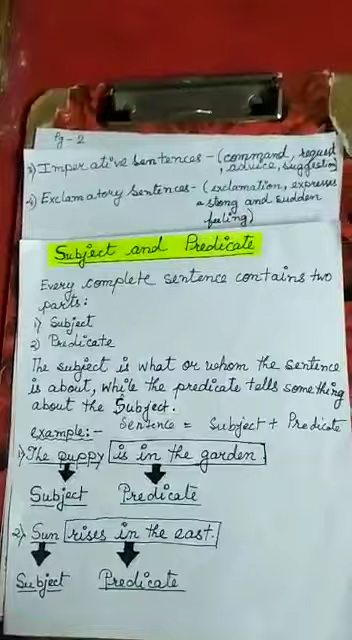 Pg-2
3) Imperative Sentences - (command, request
, advice, suggestion)
4) Exclamatory Sentences - (exclamation, expresses
a stong and sudden
feeling)
Subject and Predicate
Every complete sentence contains two
parts:
1) Subject
2) Predicate
The subject is what or whom the sentence
is about, while the predicate tells something
about the Subject.
example:- Sentence = Subject + Predicate
1) The puppy is in the garden.
Subject Predicate
2) Sun rises in the east.
Subject Predicate